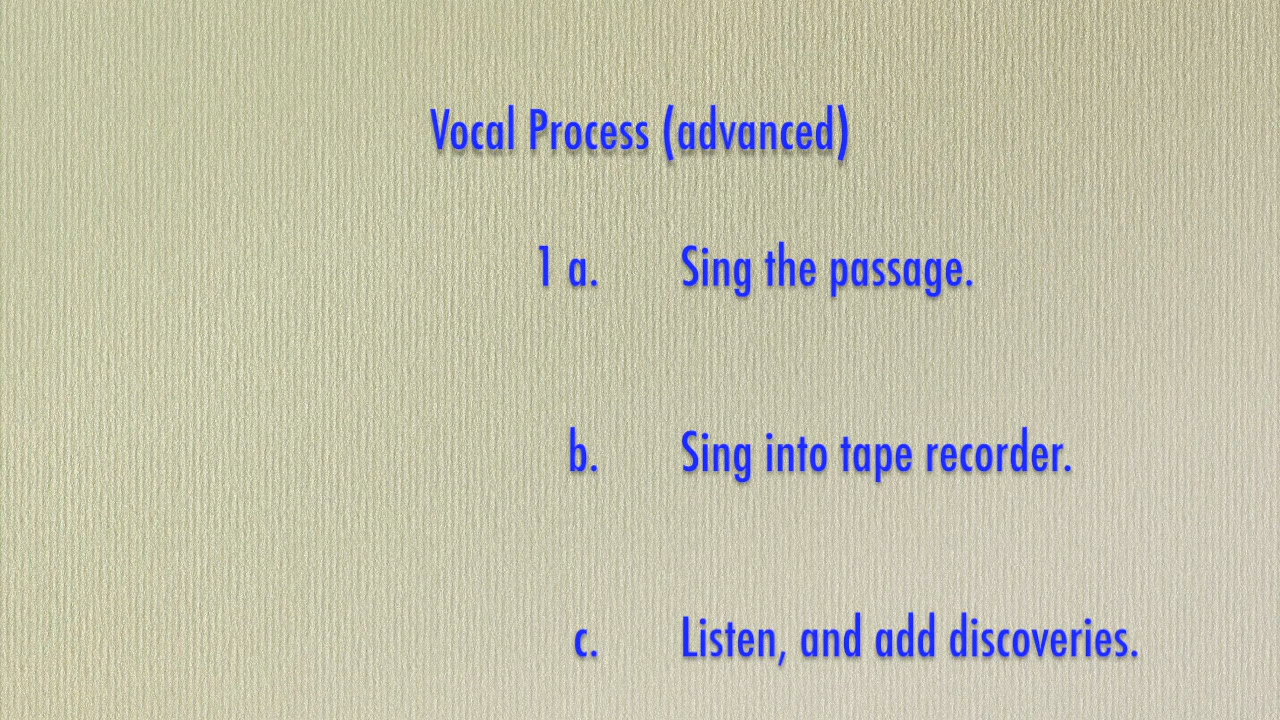 Vocal Process (advanced)
1 a. Sing the passage.
b. Sing into tape recorder.
c. Listen, and add discoveries.